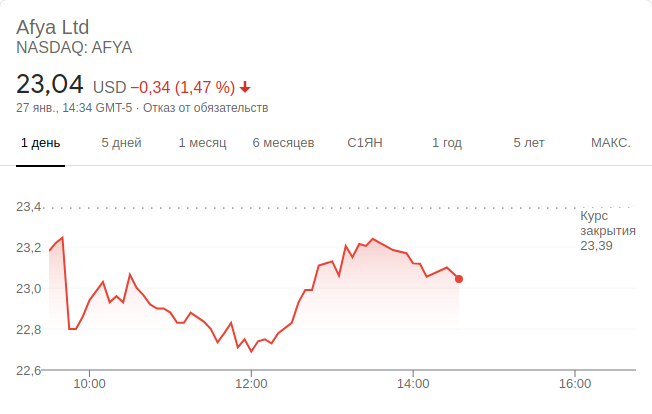 Afya Ltd
NASDAQ: AFYA
23,04 USD −0,34 (1,47 %)
27 янв., 14:34 GMT-5 · Отказ от обязательств
1 день 5 дней 1 месяц 6 месяцев С1ЯН 1 год 5 лет МАКС.
23,4
Курс
закрытия
23,39
23,2
23,0
22,8
22,6
10:00 12:00 14:00 16:00